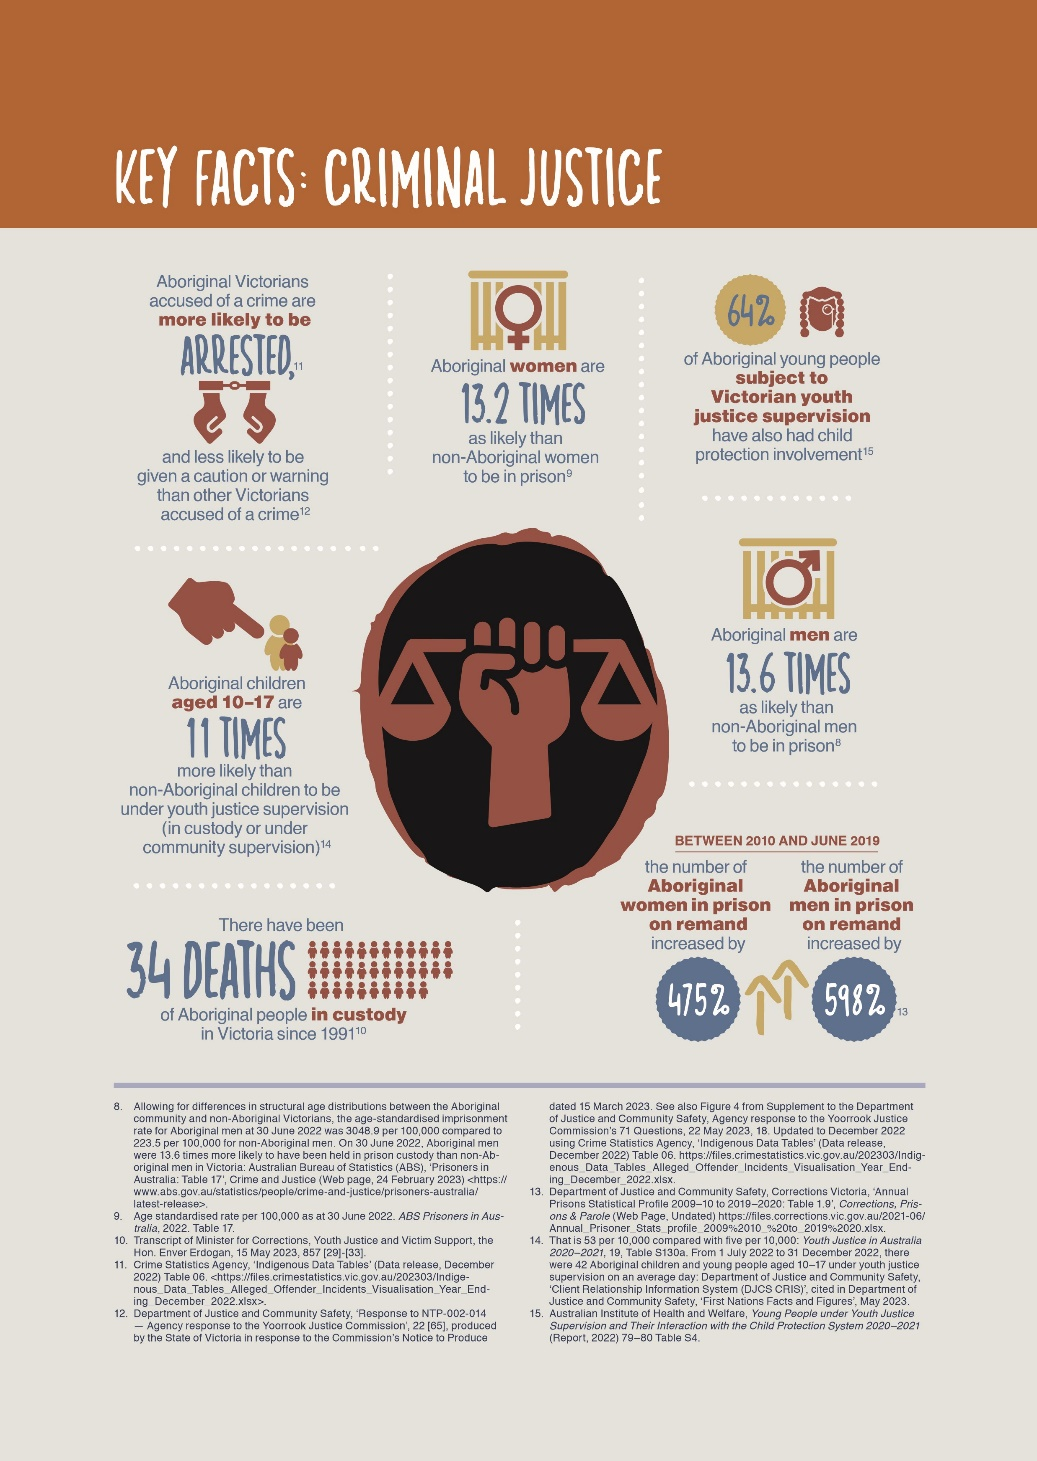 KEY FACTS: CRIMINAL JUSTICE
Aboriginal Victorians
accused of a crime are
more likely to be
ARRESTED,11
and less likely to be
given a caution or warning
than other Victorians
accused of a crime12
Aboriginal women are
13.2 TIMES
as likely than
non-Aboriginal women
to be in prison9
64%
of Aboriginal young people
subject to
Victorian youth
justice supervision
have also had child
protection involvement15
Aboriginal children
aged 10–17 are
11 TIMES
more likely than
non-Aboriginal children to be
under youth justice supervision
(in custody or under
community supervision)14
Aboriginal men are
13.6 TIMES
as likely than
non-Aboriginal men
to be in prison8
There have been
34 DEATHS
of Aboriginal people in custody
in Victoria since 199110
BETWEEN 2010 AND JUNE 2019
the number of
Aboriginal
women in prison
on remand
increased by
475%
the number of
Aboriginal
men in prison
on remand
increased by
598%13
8. Allowing for differences in structural age distributions between the Aboriginal
community and non-Aboriginal Victorians, the age-standardised imprisonment
rate for Aboriginal men at 30 June 2022 was 3048.9 per 100,000 compared to
223.5 per 100,000 for non-Aboriginal men. On 30 June 2022, Aboriginal men
were 13.6 times more likely to have been held in prison custody than non-Ab-
original men in Victoria: Australian Bureau of Statistics (ABS), 'Prisoners in
Australia: Table 17', Crime and Justice (Web page, 24 February 2023) <https://
www.abs.gov.au/statistics/people/crime-and-justice/prisoners-australia/
latest-release>.
9. Age standardised rate per 100,000 as at 30 June 2022. ABS Prisoners in Aus-
tralia, 2022. Table 17.
10. Transcript of Minister for Corrections, Youth Justice and Victim Support, the
Hon. Enver Erdogan, 15 May 2023, 857 [29]-[33].
11. Crime Statistics Agency, 'Indigenous Data Tables' (Data release, December
2022) Table 06. <https://files.crimestatistics.vic.gov.au/202303/Indige-
nous_Data_Tables_Alleged_Offender_Incidents_Visualisation_Year_End-
ing_December_2022.xlsx>.
12. Department of Justice and Community Safety, 'Response to NTP-002-014
— Agency response to the Yoorrook Justice Commission', 22 [65], produced
by the State of Victoria in response to the Commission's Notice to Produce
dated 15 March 2023. See also Figure 4 from Supplement to the Department
of Justice and Community Safety, Agency response to the Yoorrook Justice
Commission's 71 Questions, 22 May 2023, 18. Updated to December 2022
using Crime Statistics Agency, 'Indigenous Data Tables' (Data release,
December 2022) Table 06. https://files.crimestatistics.vic.gov.au/202303/Indig-
enous_Data_Tables_Alleged_Offender_Incidents_Visualisation_Year_End-
ing_December_2022.xlsx.
13. Department of Justice and Community Safety, Corrections Victoria, 'Annual
Prisons Statistical Profile 2009–10 to 2019–2020: Table 1.9', Corrections, Pris-
ons & Parole (Web Page, Undated) https://files.corrections.vic.gov.au/2021-06/
Annual_Prisoner_Stats_profile_2009%2010_%20to_2019%2020.xlsx.
14. That is 53 per 10,000 compared with five per 10,000: Youth Justice in Australia
2020–2021, 19, Table S130a. From 1 July 2022 to 31 December 2022, there
were 42 Aboriginal children and young people aged 10–17 under youth justice
supervision on an average day: Department of Justice and Community Safety,
'Client Relationship Information System (DJCS CRIS)', cited in Department of
Justice and Community Safety, 'First Nations Facts and Figures', May 2023.
15. Australian Institute of Health and Welfare, Young People under Youth Justice
Supervision and Their Interaction with the Child Protection System 2020–2021
(Report, 2022) 79–80 Table S4.